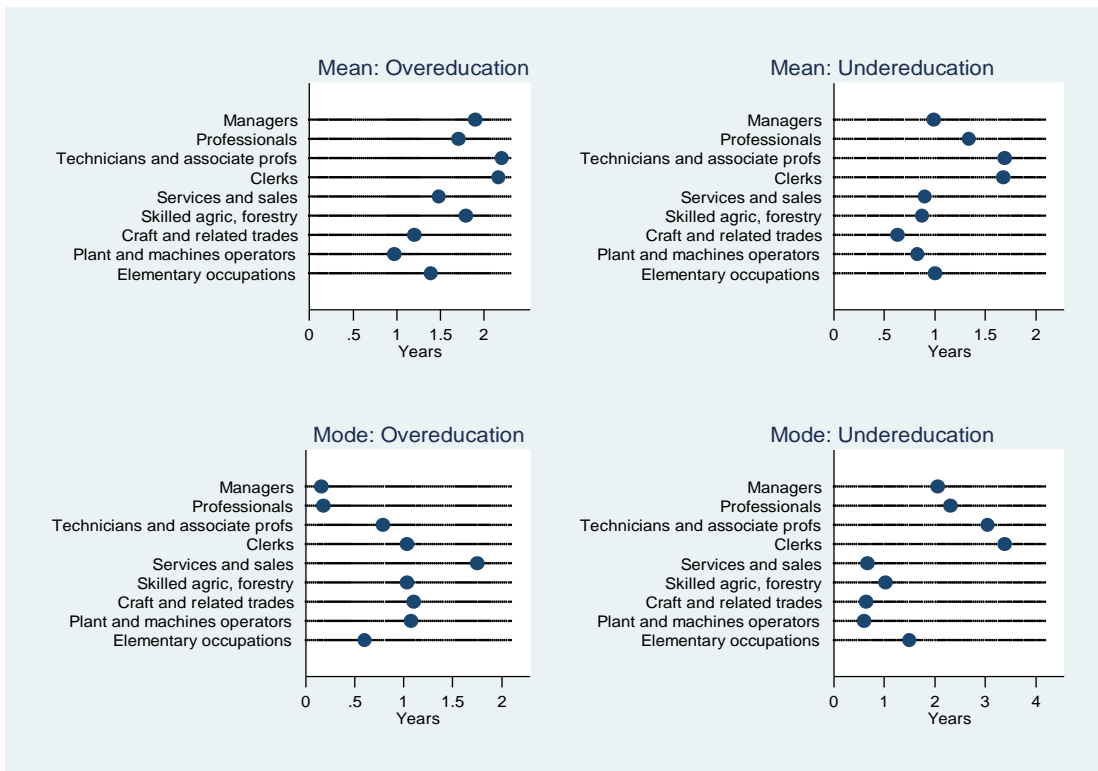 Mean: Overeducation
Managers
Professionals
Technicians and associate profs
Clerks
Services and sales
Skilled agric, forestry
Craft and related trades
Plant and machines operators
Elementary occupations
0 .5 1 1.5 2
Years
Mean: Undereducation
Managers
Professionals
Technicians and associate profs
Clerks
Services and sales
Skilled agric, forestry
Craft and related trades
Plant and machines operators
Elementary occupations
0 .5 1 1.5 2
Years
Mode: Overeducation
Managers
Professionals
Technicians and associate profs
Clerks
Services and sales
Skilled agric, forestry
Craft and related trades
Plant and machines operators
Elementary occupations
0 .5 1 1.5 2
Years
Mode: Undereducation
Managers
Professionals
Technicians and associate profs
Clerks
Services and sales
Skilled agric, forestry
Craft and related trades
Plant and machines operators
Elementary occupations
0 1 2 3 4
Years